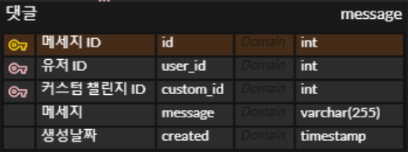 댓글 message
메세지 ID id Domain int
유저 ID user_id Domain int
커스텀 챌린지 ID custom_id Domain int
메세지 message Domain varchar(255)
생성날짜 created Domain timestamp